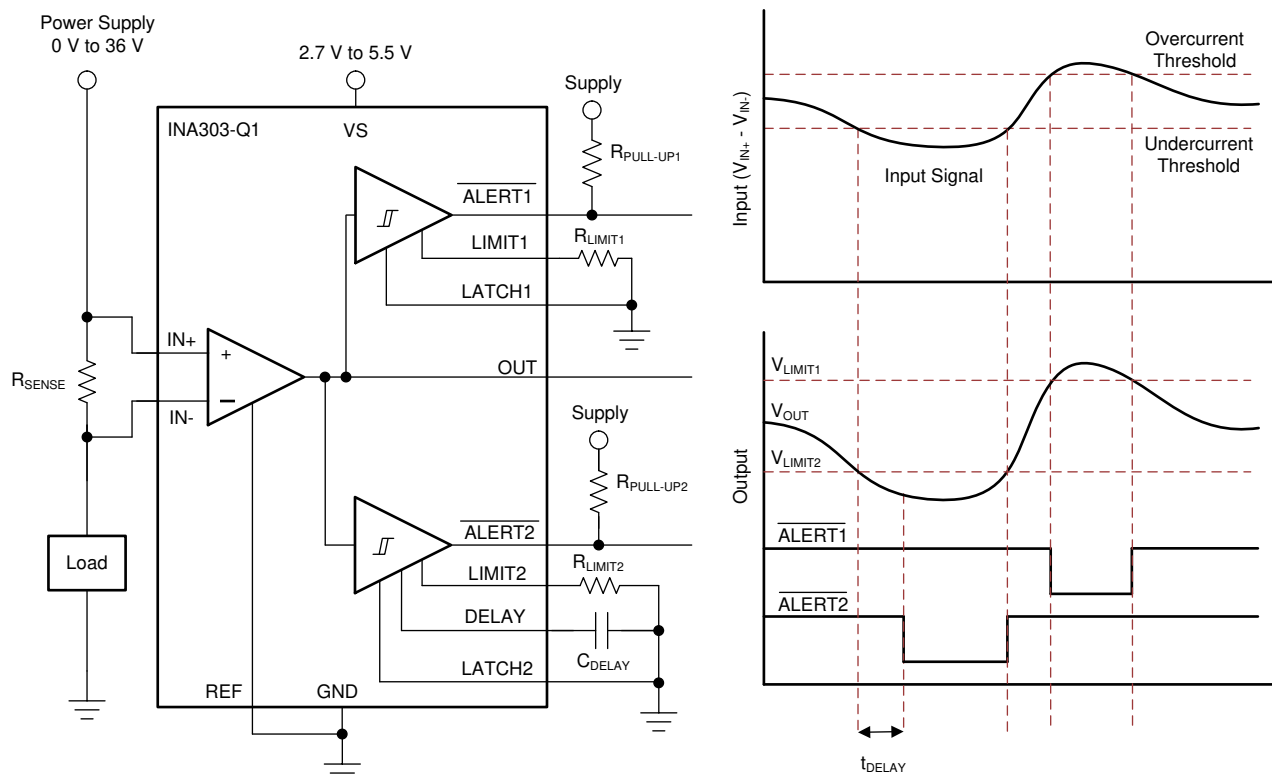 Power Supply
0 V to 36 V
2.7 V to 5.5 V
Supply
INA303-Q1
VS
RPULL-UP1
ALERT1
LIMIT1
RLIMIT1
LATCH1
IN+
+
RSENSE
OUT
IN-
−
Supply
RPULL-UP2
ALERT2
Load
LIMIT2
RLIMIT2
DELAY
CDELAY
LATCH2
REF
GND
Input (VIN+ - VIN-)
Overcurrent
Threshold
Undercurrent
Threshold
Input Signal
Output
VLIMIT1
VOUT
VLIMIT2
ALERT1
ALERT2
tDELAY